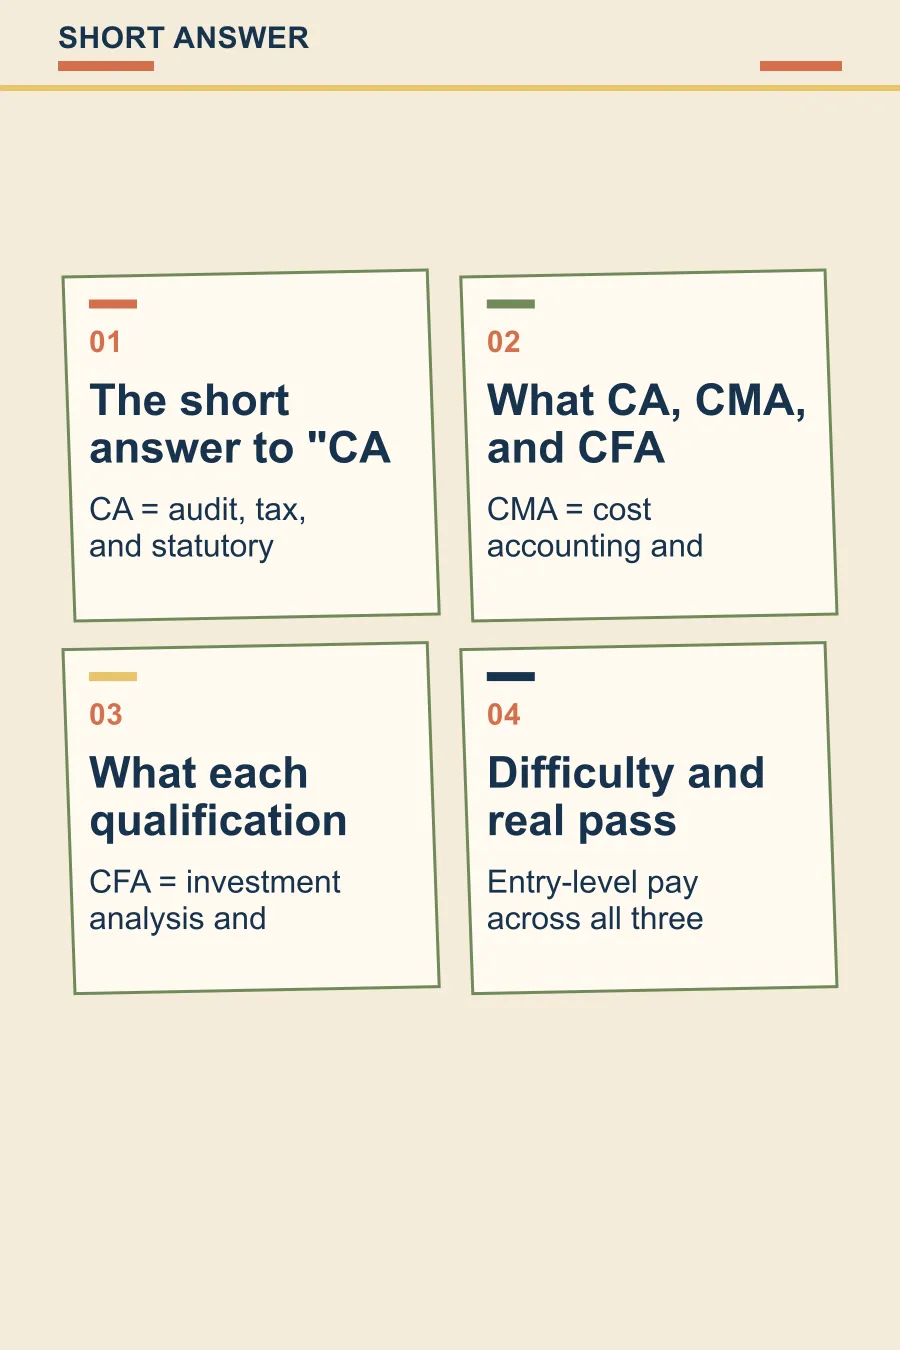 SHORT ANSWER
01
The short
answer to "CA
CA = audit, tax,
and statutory
02
What CA, CMA,
and CFA
CMA = cost
accounting and
03
What each
qualification
CFA = investment
analysis and
04
Difficulty and
real pass
Entry-level pay
across all three